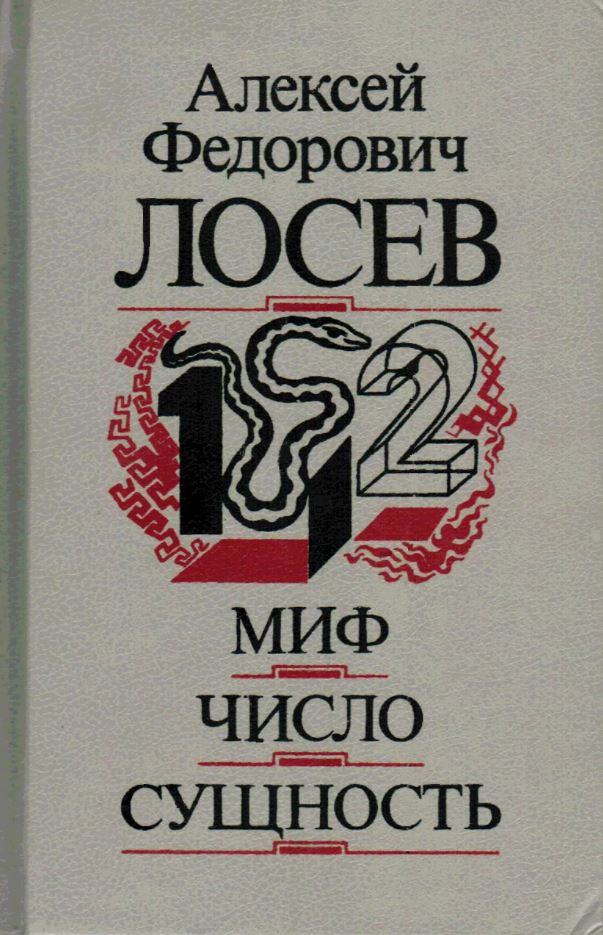 Алексей
Федорович
ЛОСЕВ
1 2
МИФ
ЧИСЛО
СУЩНОСТЬ